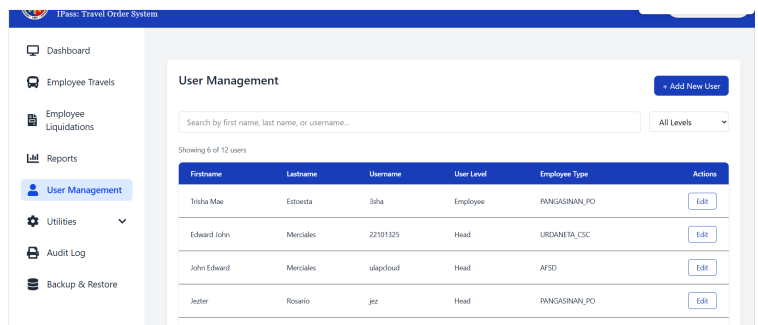 IPass: Travel Order System
Dashboard
Employee Travels
Employee
Liquidations
Reports
User Management
Utilities
Audit Log
Backup & Restore
User Management
+ Add New User
Search by first name, last name, or username...
All Levels
Showing 6 of 12 users
Firstname Lastname Username User Level Employee Type Actions
Trisha Mae Estoesta 3sha Employee PANGASINAN_PO Edit
Edward John Merciales 22101325 Head URDANETA_CSC Edit
John Edward Merciales ulapcloud Head AFSD Edit
Jezter Rosario jez Head PANGASINAN_PO Edit